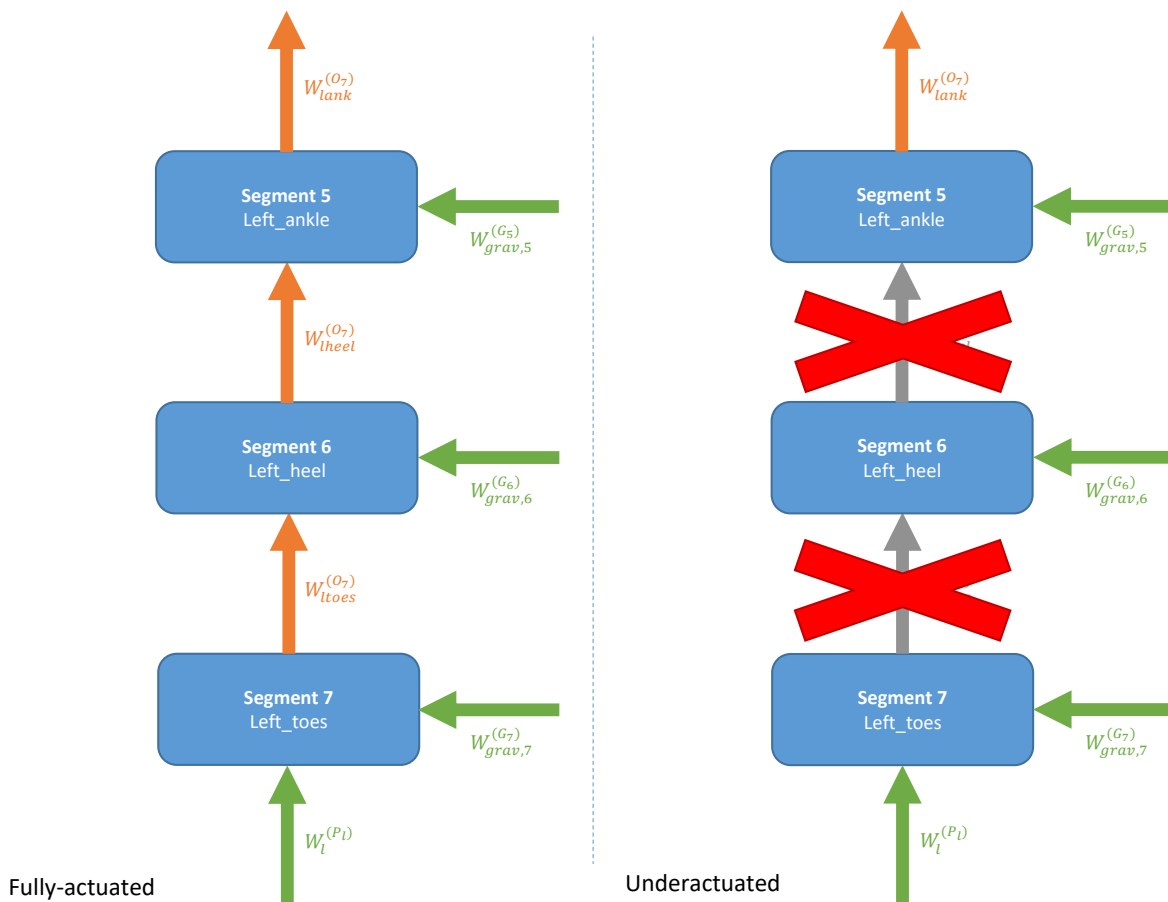 W_{lank}^{(O_7)}
Segment 5
Left_ankle
W_{grav,5}^{(G_5)}
W_{lheel}^{(O_7)}
Segment 6
Left_heel
W_{grav,6}^{(G_6)}
W_{ltoes}^{(O_7)}
Segment 7
Left_toes
W_{grav,7}^{(G_7)}
W_l^{(P_l)}
Fully-actuated
W_{lank}^{(O_7)}
Segment 5
Left_ankle
W_{grav,5}^{(G_5)}
Segment 6
Left_heel
W_{grav,6}^{(G_6)}
Segment 7
Left_toes
W_{grav,7}^{(G_7)}
W_l^{(P_l)}
Underactuated